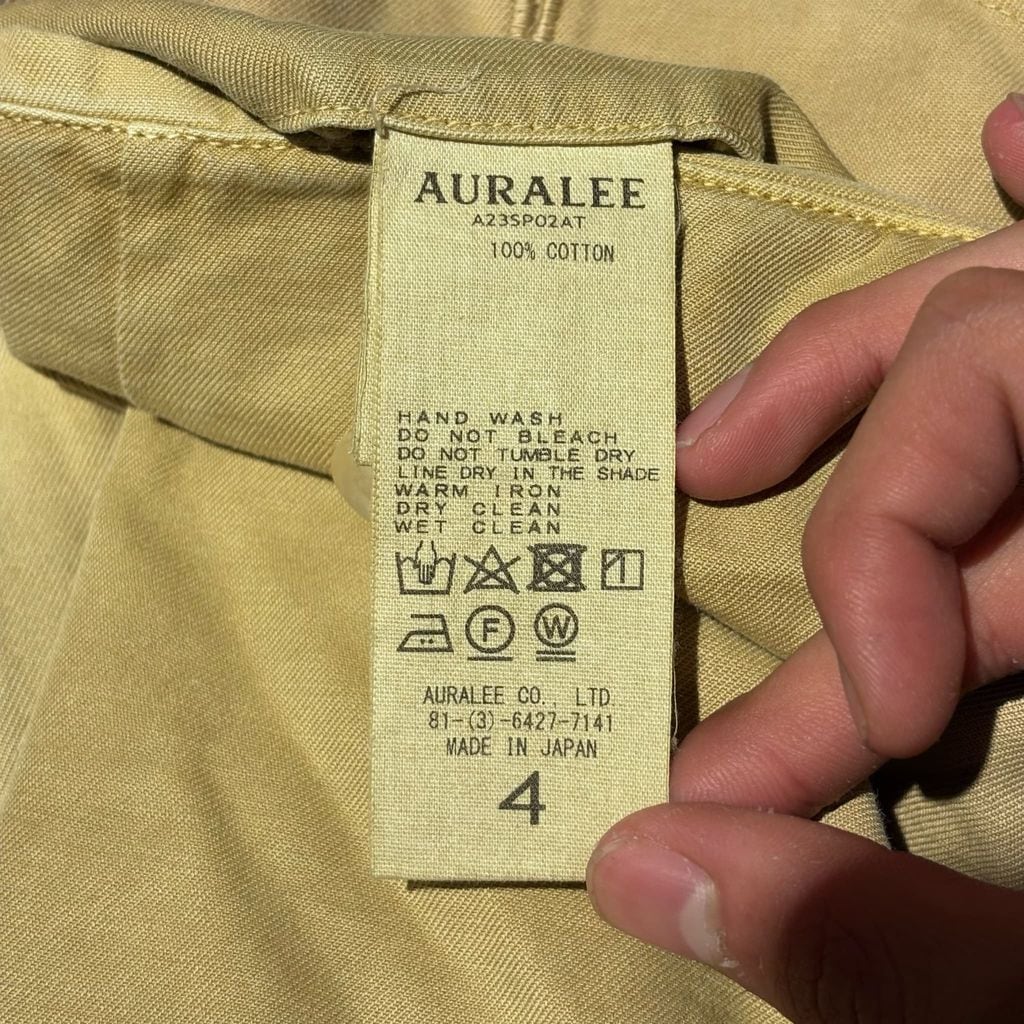 AURALEE
A23SP02AT
100% COTTON
HAND WASH
DO NOT BLEACH
DO NOT TUMBLE DRY
LINE DRY IN THE SHADE
WARM IRON
DRY CLEAN
WET CLEAN
F W
AURALEE CO., LTD
81-(3)-6427-7141
MADE IN JAPAN
4